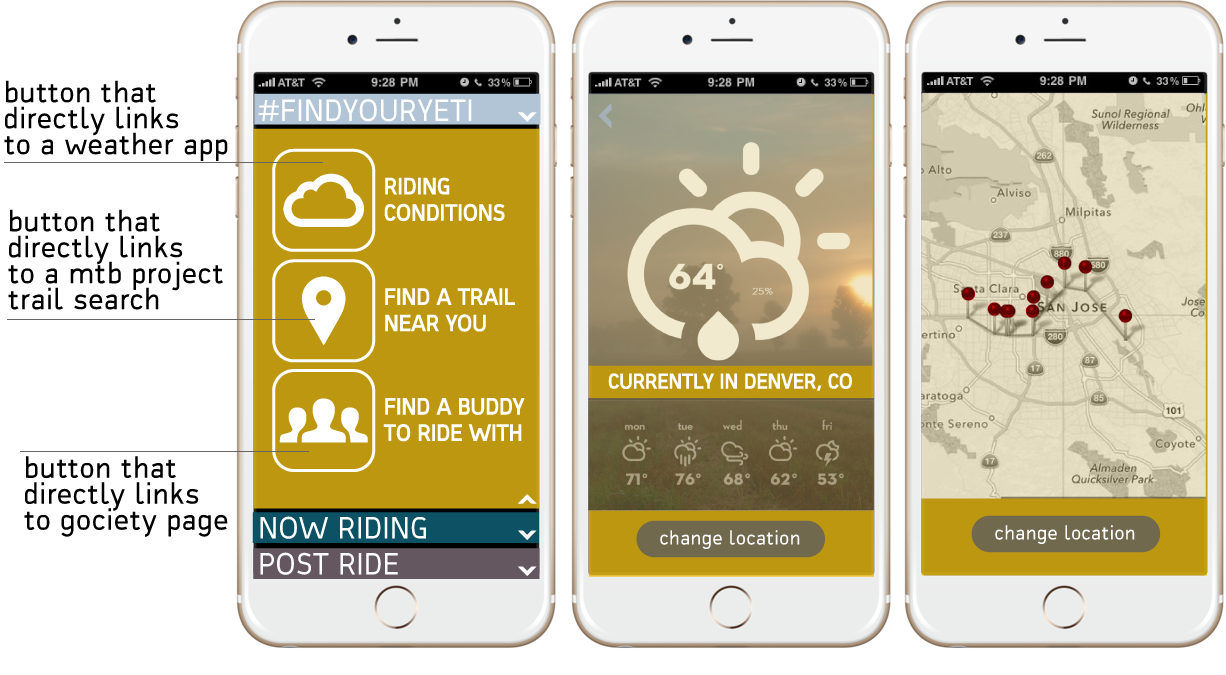 button that
directly links
to a weather app
button that
directly links
to a mtb project
trail search
button that
directly links
to gociety page
AT&T 9:28 PM 33%
#FINDYOURYETI
RIDING
CONDITIONS
FIND A TRAIL
NEAR YOU
FIND A BUDDY
TO RIDE WITH
NOW RIDING
POST RIDE
AT&T 9:28 PM 33%
64°
25%
CURRENTLY IN DENVER, CO
mon tue wed thu fri
71° 76° 68° 62° 53°
change location
AT&T 9:28 PM 33%
Sunol Regional
Wilderness
Ohl
262
o Alto
Alviso
Milpitas
237
880
680
Santa Clara
SAN JOSE
Jose
Co
ertino
280
17
87
aratoga
85
101
onte Sereno
Coyote
17
Almaden
Quicksilver Park
change location